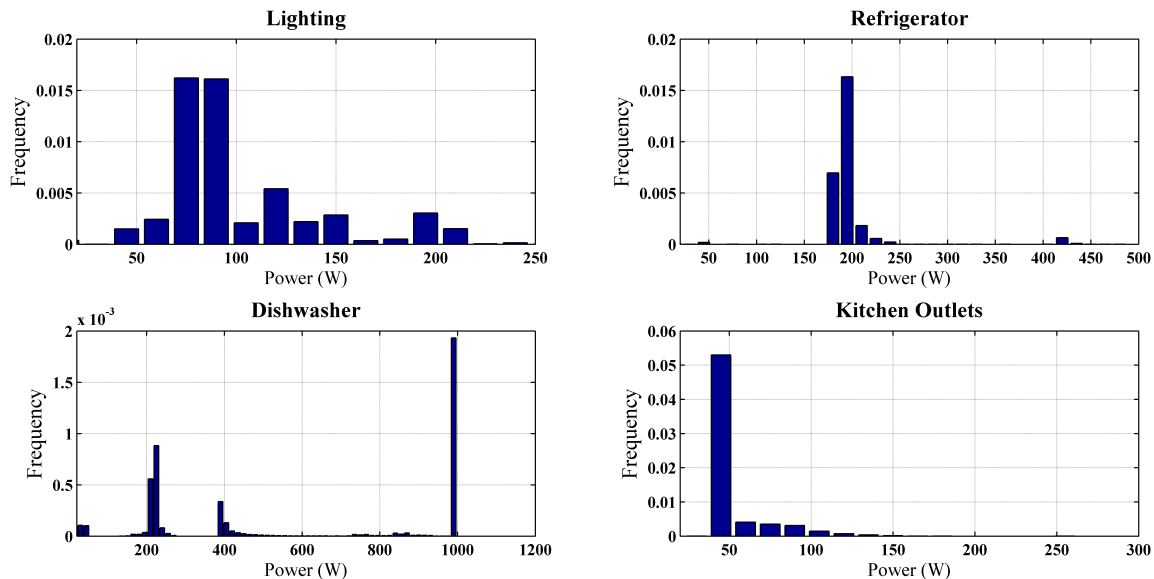 Lighting
Frequency
0.02
0.015
0.01
0.005
0
50 100 150 200 250
Power (W)
Refrigerator
Frequency
0.02
0.015
0.01
0.005
0
50 100 150 200 250 300 350 400 450 500
Power (W)
Dishwasher
x 10-3
Frequency
2
1.5
1
0.5
0
200 400 600 800 1000 1200
Power (W)
Kitchen Outlets
Frequency
0.06
0.05
0.04
0.03
0.02
0.01
0
50 100 150 200 250 300
Power (W)